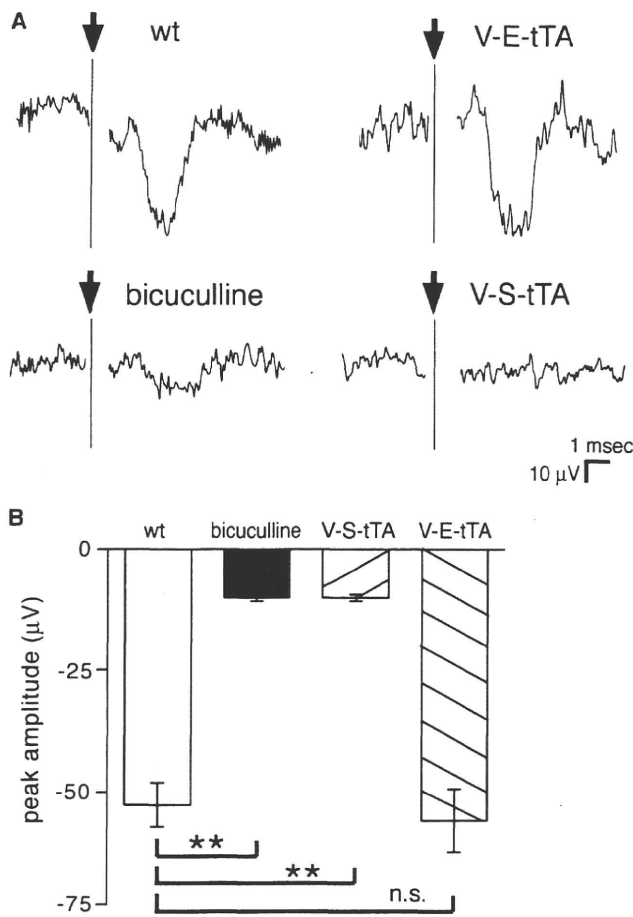 A
wt
V-E-tTA
bicuculline
V-S-tTA
1 msec
10 μV
B
wt bicuculline V-S-tTA V-E-tTA
0
-25
-50
-75
peak amplitude (μV)
**
**
n.s.